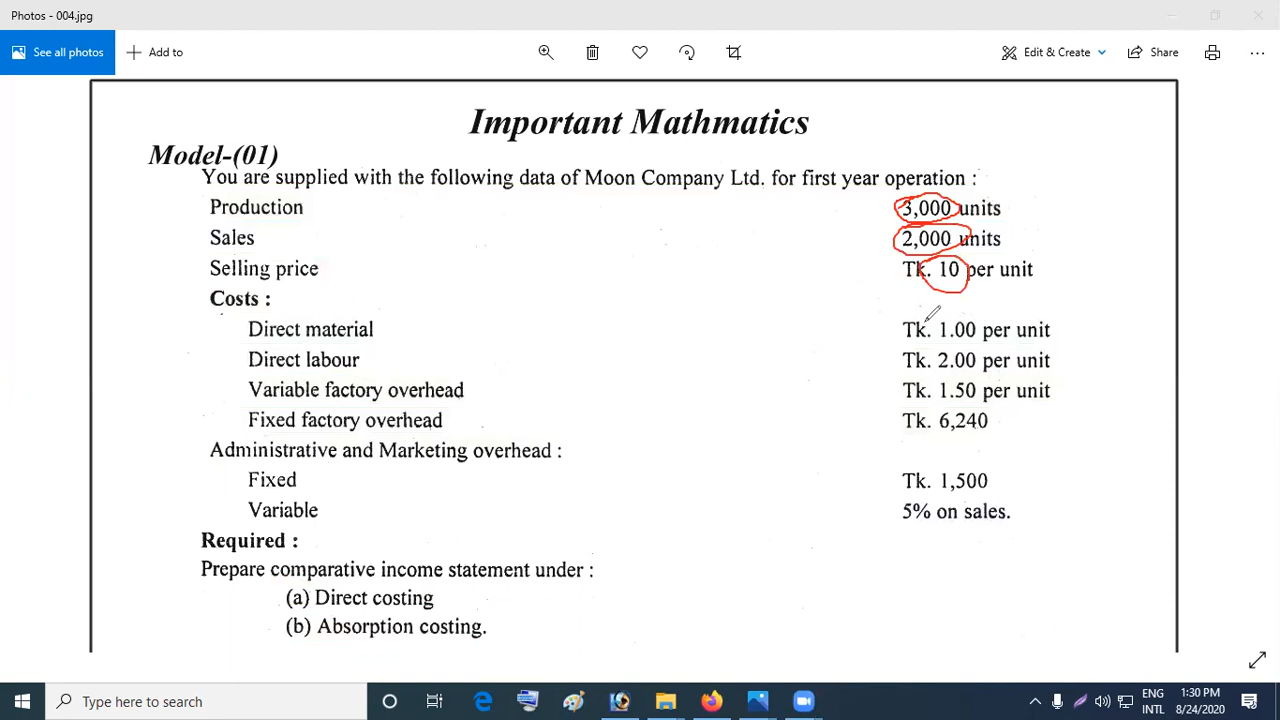 Photos - 004.jpg
See all photos
Add to
Edit & Create
Share
Important Mathmatics
Model-(01)
You are supplied with the following data of Moon Company Ltd. for first year operation :
Production 3,000 units
Sales 2,000 units
Selling price Tk. 10 per unit
Costs :
Direct material Tk. 1.00 per unit
Direct labour Tk. 2.00 per unit
Variable factory overhead Tk. 1.50 per unit
Fixed factory overhead Tk. 6,240
Administrative and Marketing overhead :
Fixed Tk. 1,500
Variable 5% on sales.
Required :
Prepare comparative income statement under :
(a) Direct costing
(b) Absorption costing.
Type here to search
ENG 1:30 PM
INTL 8/24/2020